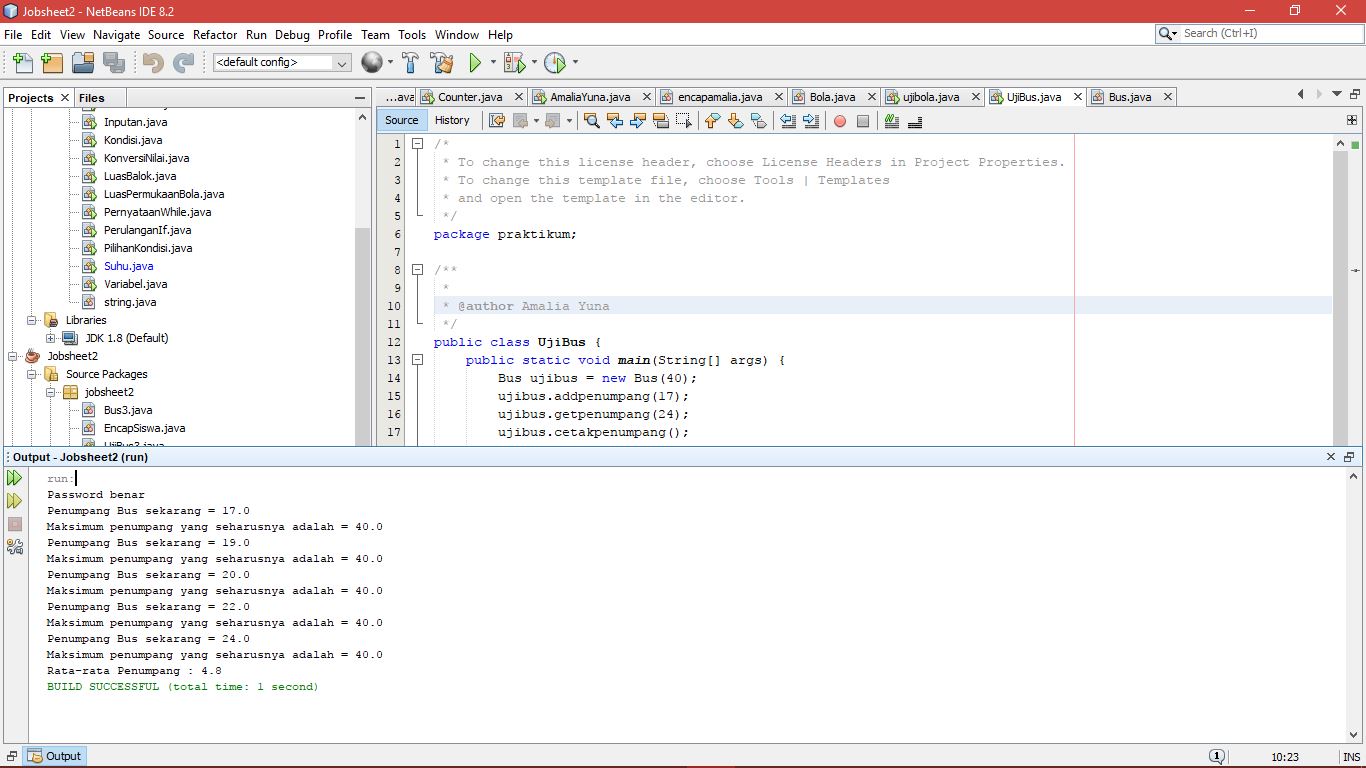 Jobsheet2 - NetBeans IDE 8.2
File Edit View Navigate Source Refactor Run Debug Profile Team Tools Window Help
Search (Ctrl+I)
<default config>
Projects Files
Inputan.java
Kondisi.java
KonversiNilai.java
LuasBalok.java
LuasPermukaanBola.java
PernyataanWhile.java
PerulanganIf.java
PilihanKondisi.java
Suhu.java
Variabel.java
string.java
Libraries
JDK 1.8 (Default)
Jobsheet2
Source Packages
jobsheet2
Bus3.java
EncapSiswa.java
UjiBus3.java
...ava Counter.java AmaliaYuna.java encapamalia.java Bola.java ujibola.java UjiBus.java Bus.java
Source History
1 /*
2 * To change this license header, choose License Headers in Project Properties.
3 * To change this template file, choose Tools | Templates
4 * and open the template in the editor.
5 */
6 package praktikum;
7
8 /**
9 *
10 * @author Amalia Yuna
11 */
12 public class UjiBus {
13 public static void main(String[] args) {
14 Bus ujibus = new Bus(40);
15 ujibus.addpenumpang(17);
16 ujibus.getpenumpang(24);
17 ujibus.cetakpenumpang();
Output - Jobsheet2 (run)
run:
Password benar
Penumpang Bus sekarang = 17.0
Maksimum penumpang yang seharusnya adalah = 40.0
Penumpang Bus sekarang = 19.0
Maksimum penumpang yang seharusnya adalah = 40.0
Penumpang Bus sekarang = 20.0
Maksimum penumpang yang seharusnya adalah = 40.0
Penumpang Bus sekarang = 22.0
Maksimum penumpang yang seharusnya adalah = 40.0
Penumpang Bus sekarang = 24.0
Maksimum penumpang yang seharusnya adalah = 40.0
Rata-rata Penumpang : 4.8
BUILD SUCCESSFUL (total time: 1 second)
Output
1 10:23 INS